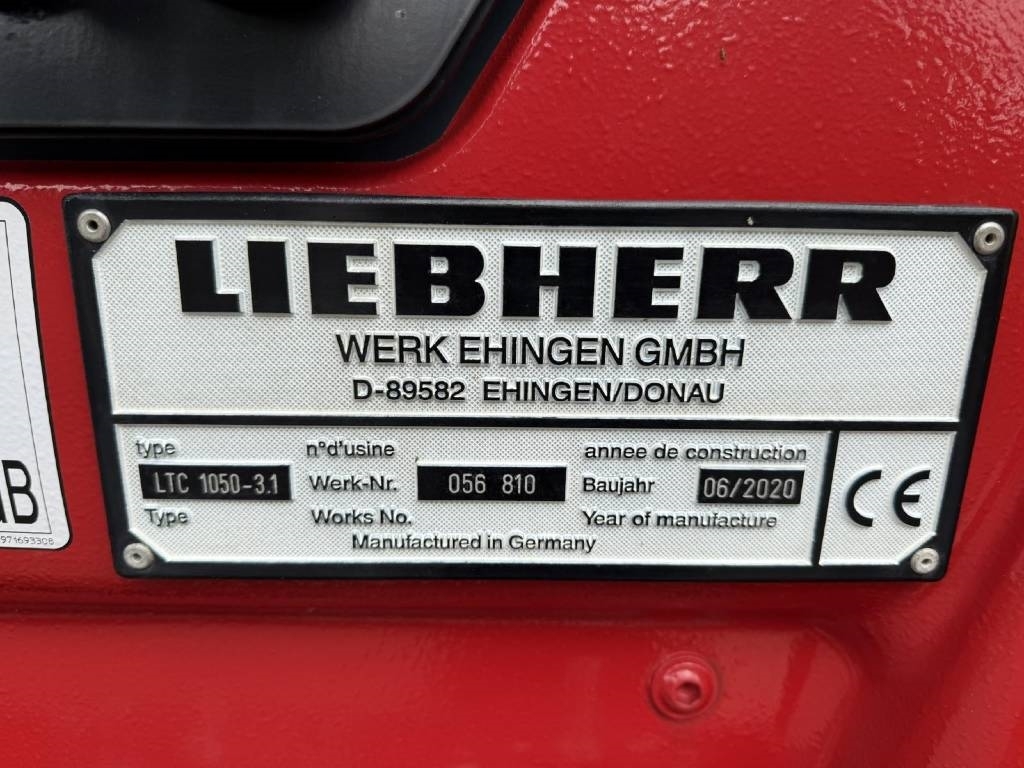 LIEBHERR
WERK EHINGEN GMBH
D-89582 EHINGEN/DONAU
type n°d'usine annee de construction
LTC 1050-3.1 Werk-Nr. 056 810 Baujahr 06/2020 CE
Type Works No. Year of manufacture
Manufactured in Germany
B
971693308